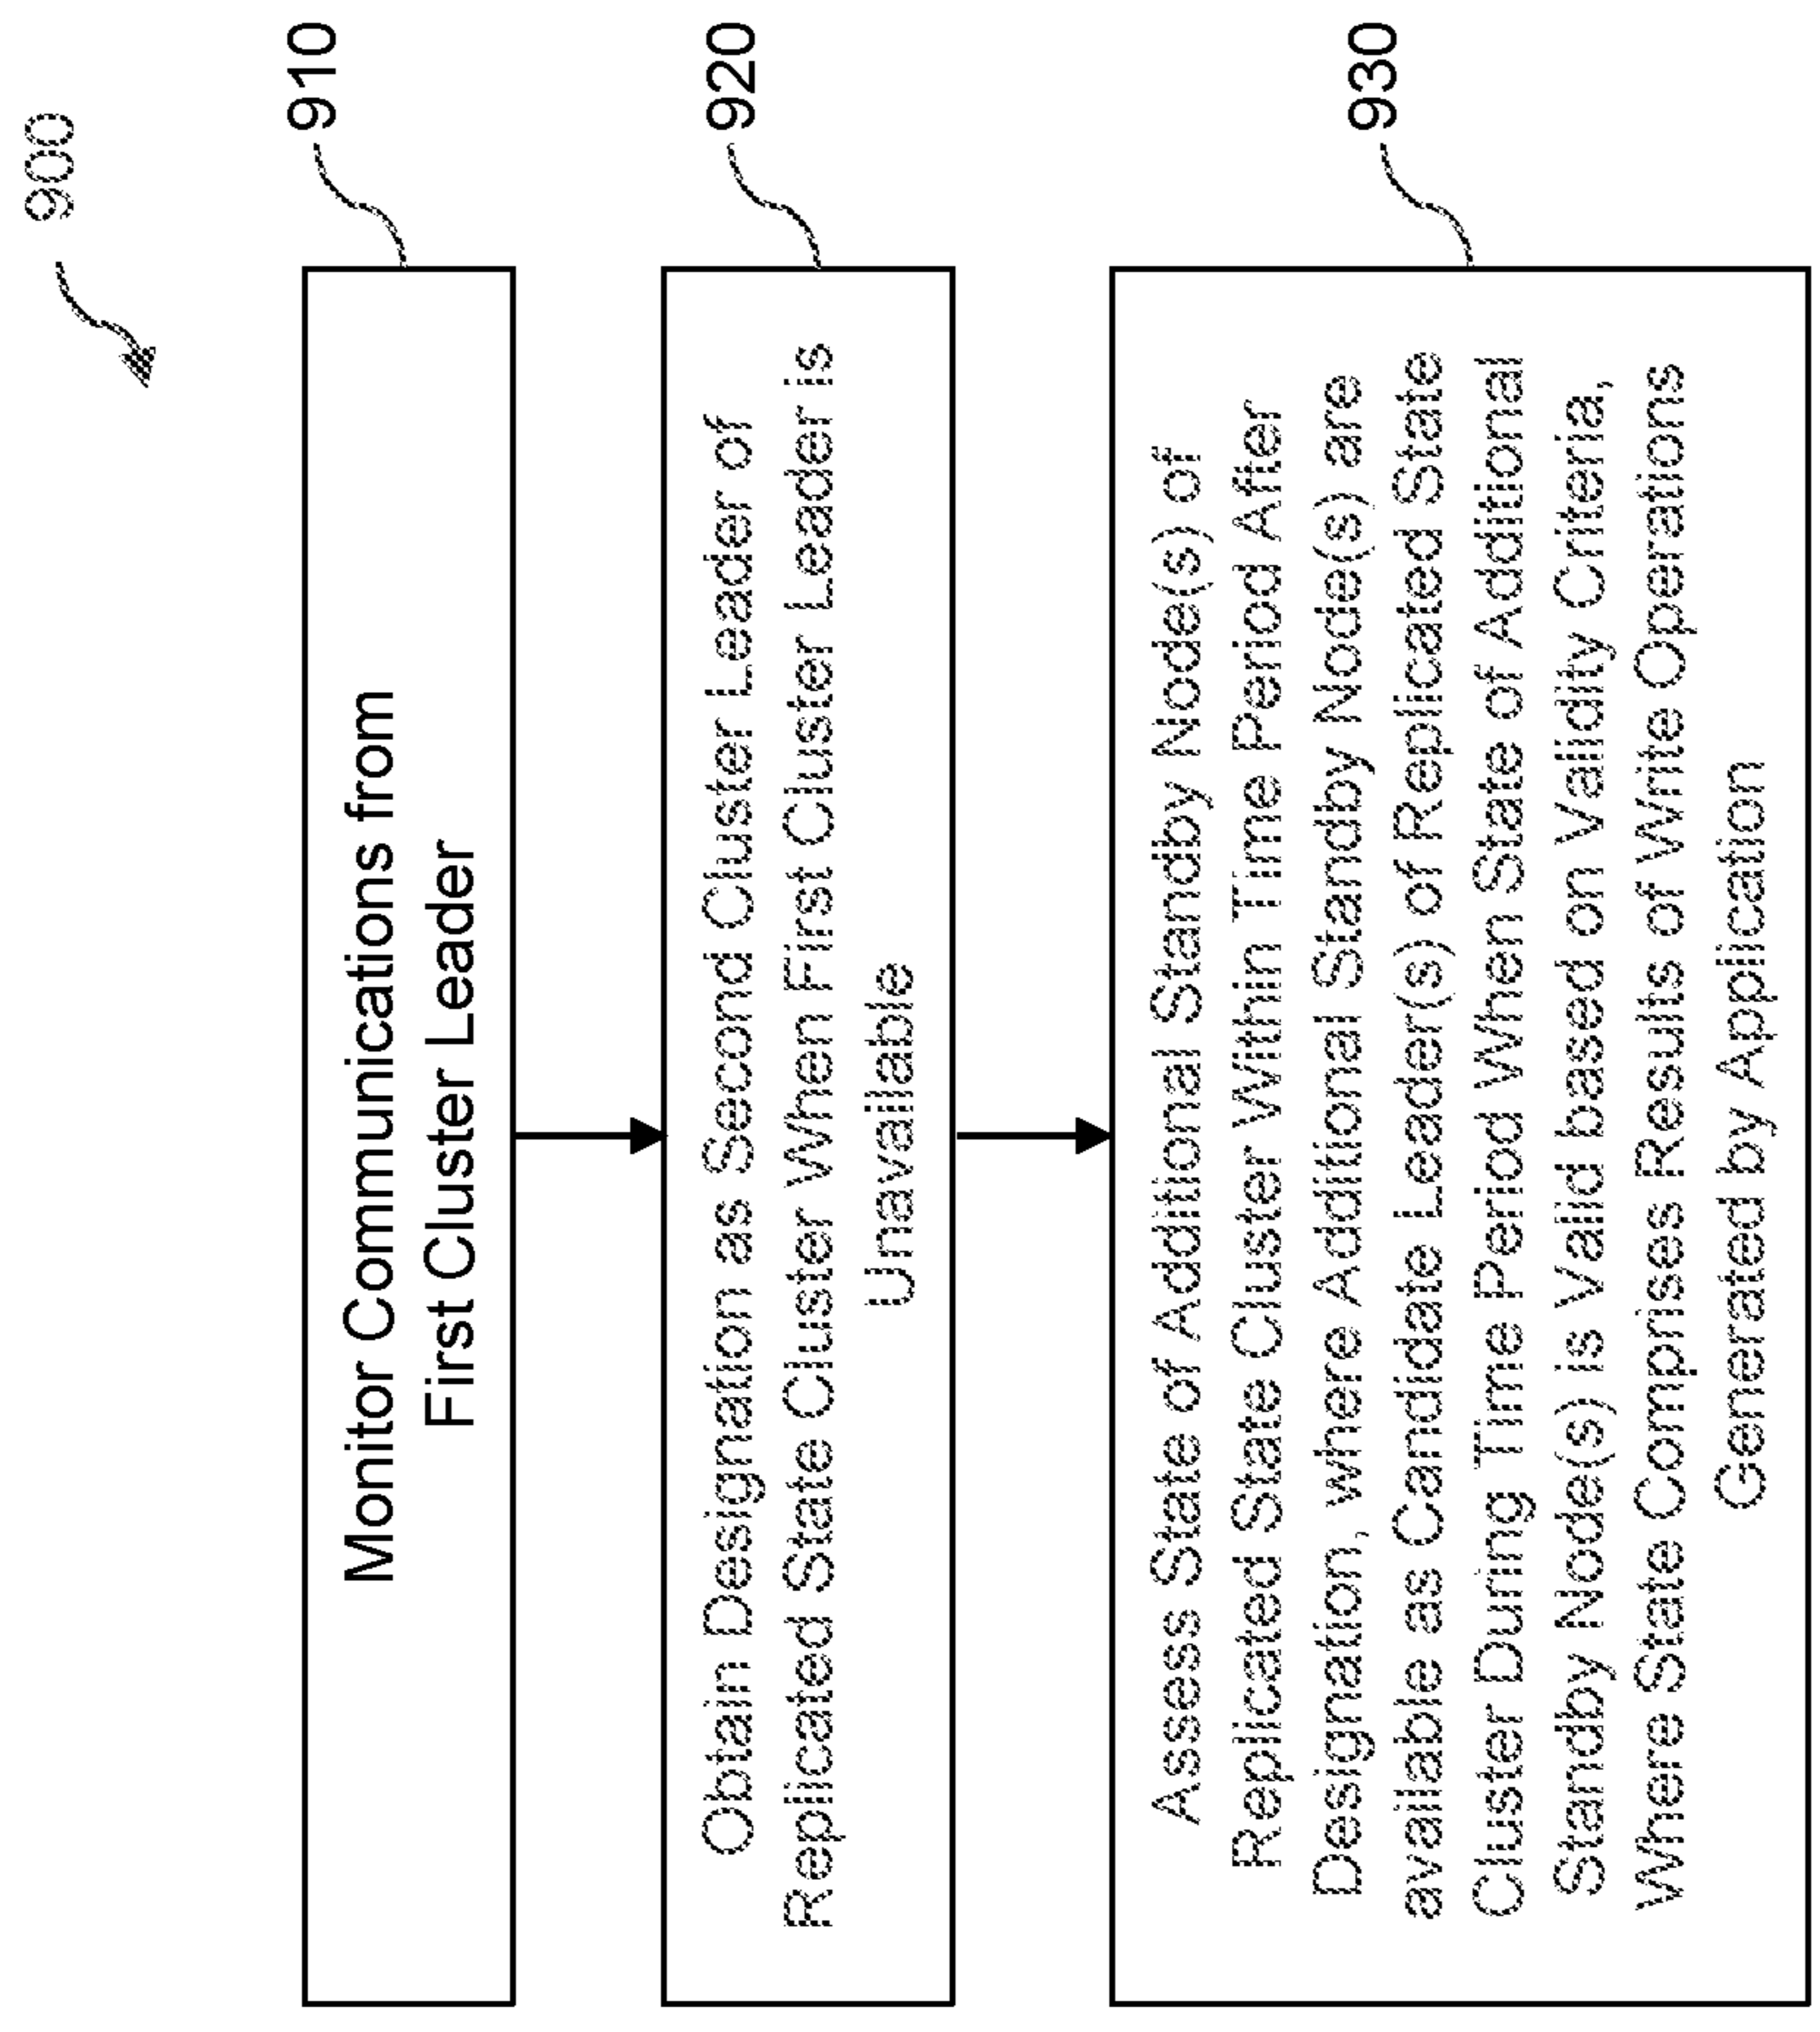 900
910
Monitor Communications from
First Cluster Leader
920
Obtain Designation as Second Cluster Leader of
Replicated State Cluster When First Cluster Leader is
Unavailable
930
Assess State of Additional Standby Node(s) of
Replicated State Cluster Within Time Period After
Designation, where Additional Standby Node(s) are
available as Candidate Leader(s) of Replicated State
Cluster During Time Period When State of Additional
Standby Node(s) is Valid based on Validity Criteria,
Where State Comprises Results of Write Operations
Generated by Application